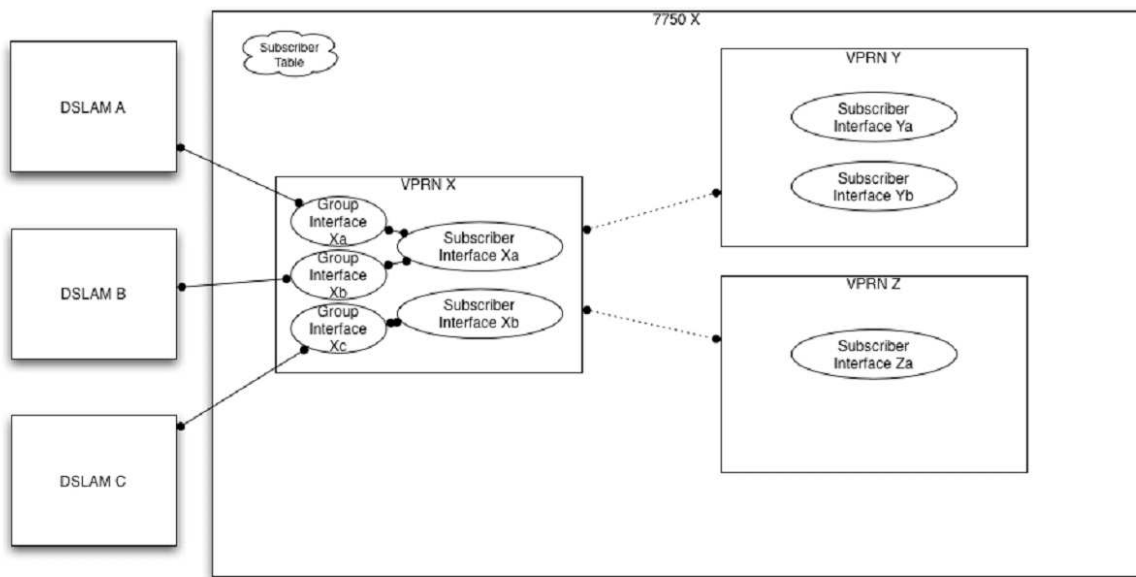 7750 X
Subscriber
Table
DSLAM A
DSLAM B
DSLAM C
VPRN X
Group
Interface
Xa
Group
Interface
Xb
Group
Interface
Xc
Subscriber
Interface Xa
Subscriber
Interface Xb
VPRN Y
Subscriber
Interface Ya
Subscriber
Interface Yb
VPRN Z
Subscriber
Interface Za